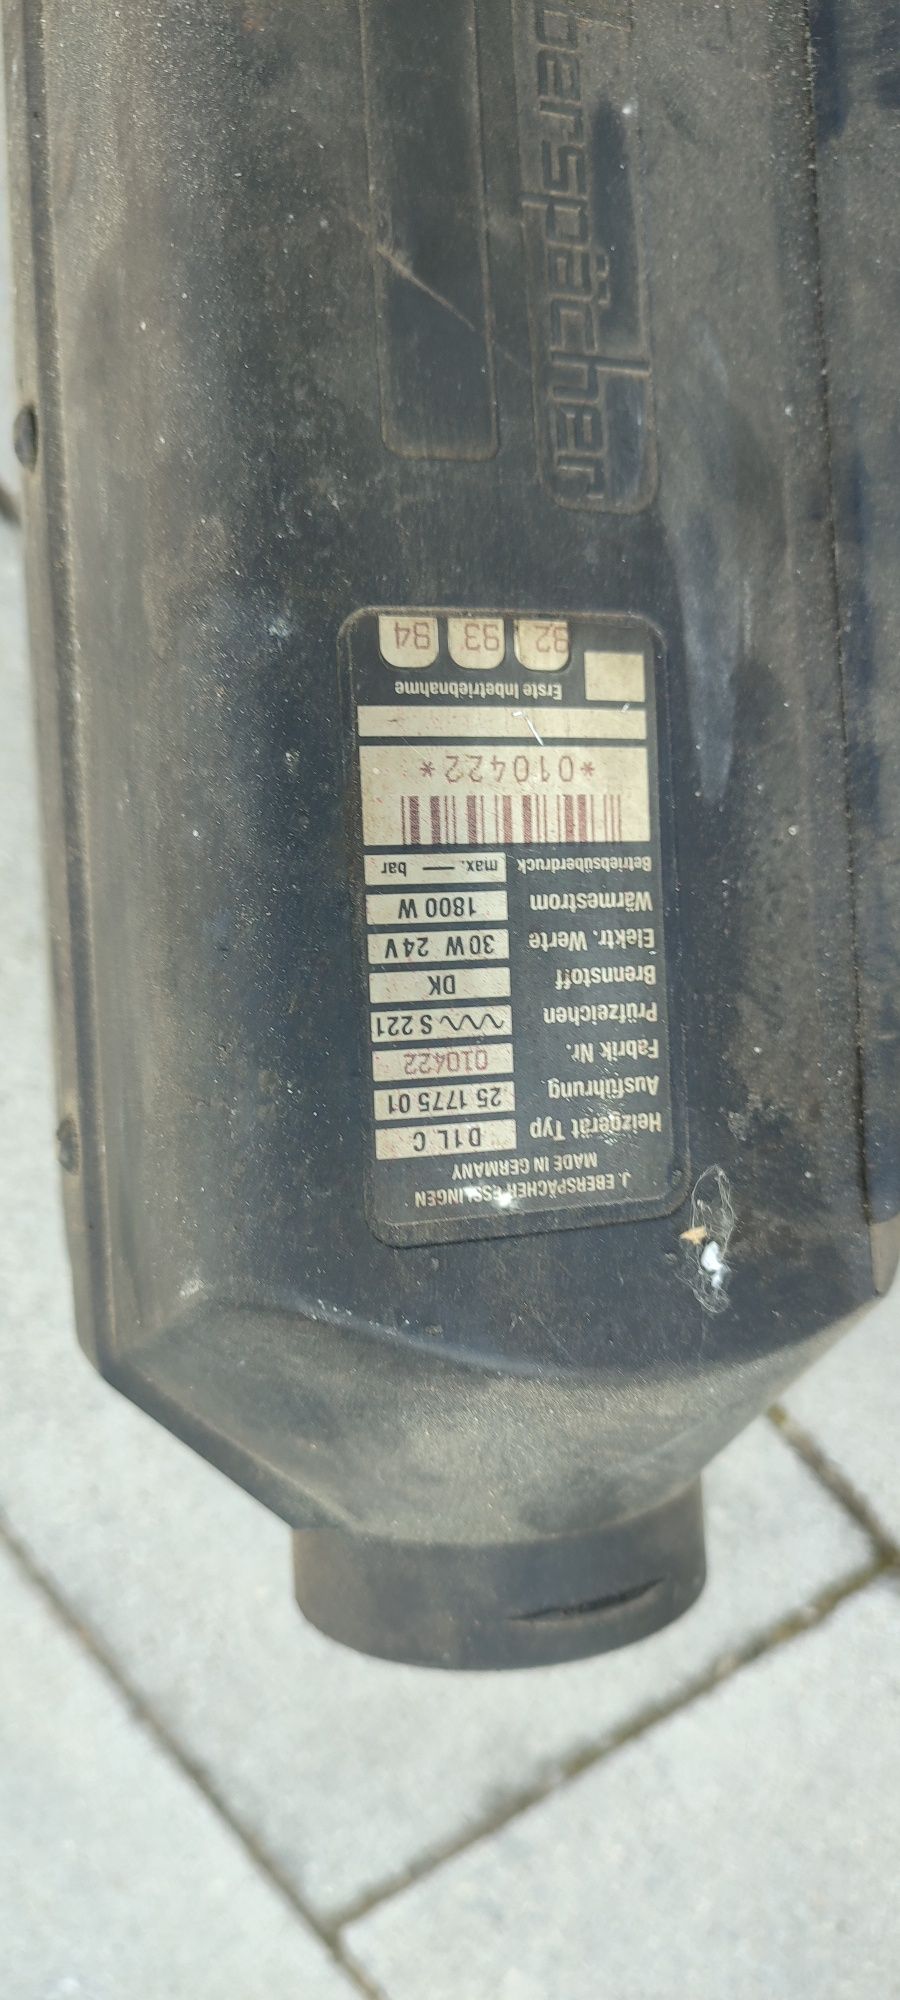 J. EBERSPÄCHER ESSLINGEN
MADE IN GERMANY
Heizgerät Typ D1L C
Ausführung 25 1775 01
Fabrik Nr. 010422
Prüfzeichen S 221
Brennstoff DK
Elektr. Werte 30W 24V
Wärmestrom 1800 W
Betriebsüberdruck max. — bar
*010422*
Erste Inbetriebnahme
92 93 94
berspächer